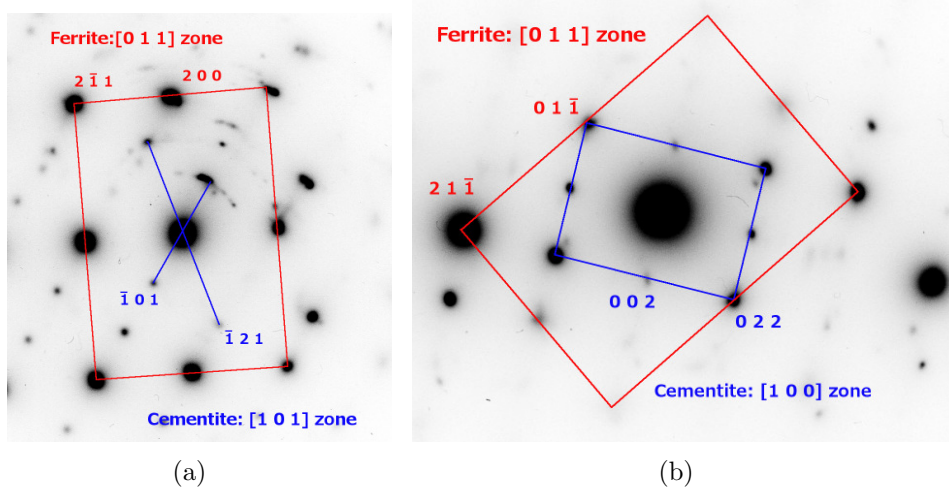 Ferrite:[0 1 1] zone
2 1̅ 1
2 0 0
1̅ 0 1
1̅ 2 1
Cementite: [1 0 1] zone
(a)
Ferrite: [0 1 1] zone
0 1 1̅
2 1 1̅
0 0 2
0 2 2
Cementite: [1 0 0] zone
(b)